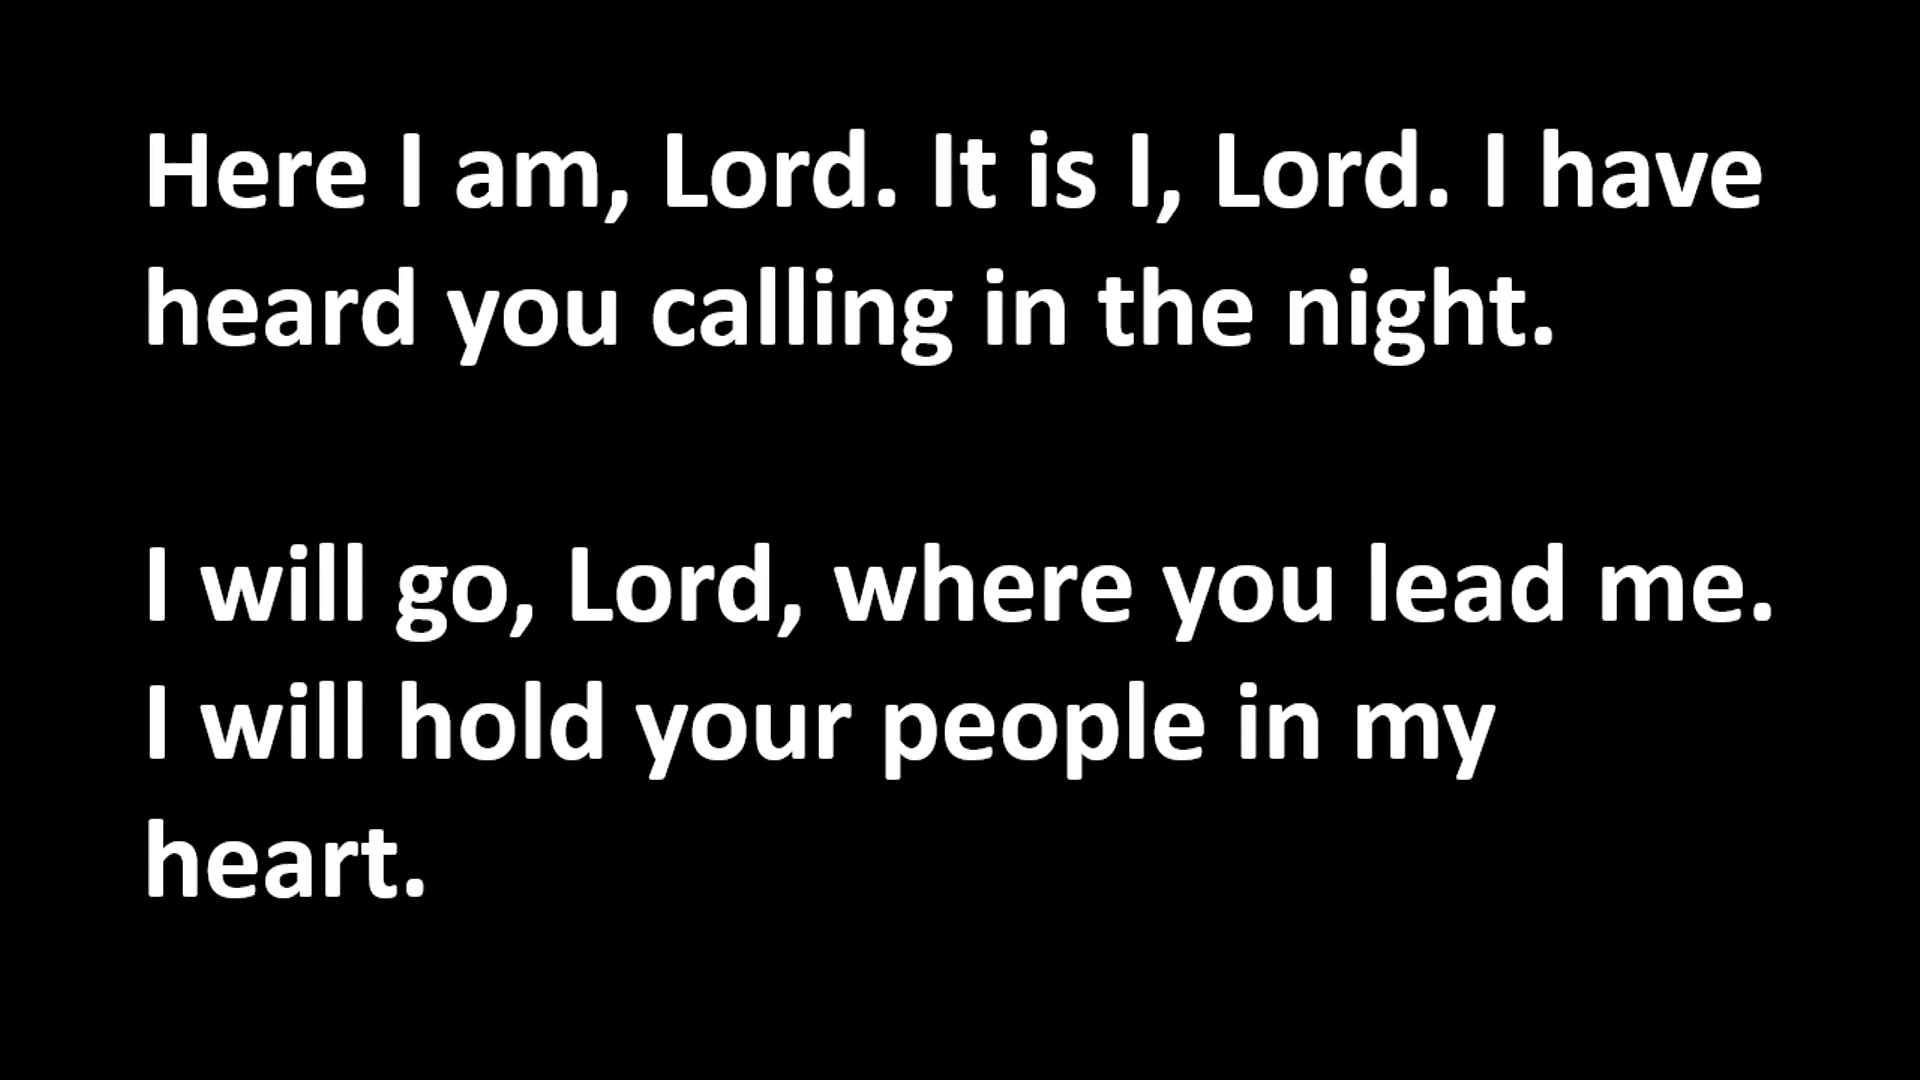 Here I am, Lord. It is I, Lord. I have
heard you calling in the night.
I will go, Lord, where you lead me.
I will hold your people in my
heart.